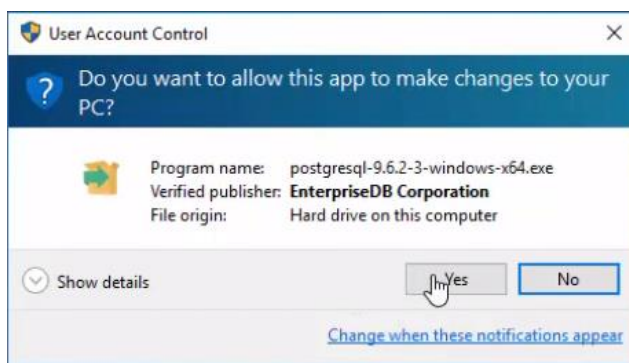 User Account Control
Do you want to allow this app to make changes to your
PC?
Program name: postgresql-9.6.2-3-windows-x64.exe
Verified publisher: EnterpriseDB Corporation
File origin: Hard drive on this computer
Show details
Yes
No
Change when these notifications appear